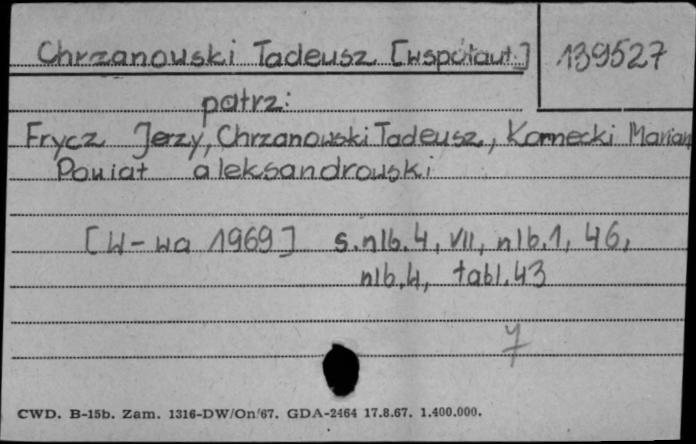 Chrzanowski Tadeusz [współaut.] 139527
patrz:
Frycz Jerzy, Chrzanowski Tadeusz, Kornecki Marian
Powiat aleksandrowski
[W-wa 1969] s.nlb.4, VII, nlb.1, 46,
nlb.4, tabl.43
7
CWD. B-15b. Zam. 1316-DW/On/67. GDA-2464 17.8.67. 1.400.000.